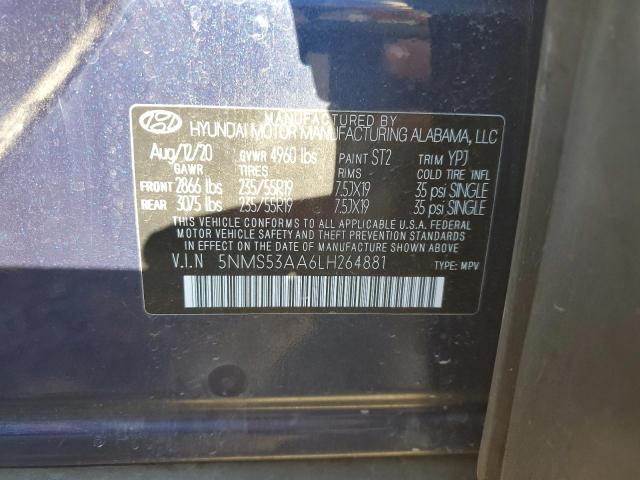 MANUFACTURED BY
HYUNDAI MOTOR MANUFACTURING ALABAMA, LLC
Aug/12/20 GVWR 4960 lbs PAINT ST2 TRIM YPJ
GAWR TIRES RIMS COLD TIRE INFL
FRONT 2866 lbs 235/55R19 7.5JX19 35 psi SINGLE
REAR 3075 lbs 235/55R19 7.5JX19 35 psi SINGLE
THIS VEHICLE CONFORMS TO ALL APPLICABLE U.S.A. FEDERAL
MOTOR VEHICLE SAFETY AND THEFT PREVENTION STANDARDS
IN EFFECT ON THE DATE OF MANUFACTURE SHOWN ABOVE.
V.I.N 5NMS53AA6LH264881 TYPE: MPV